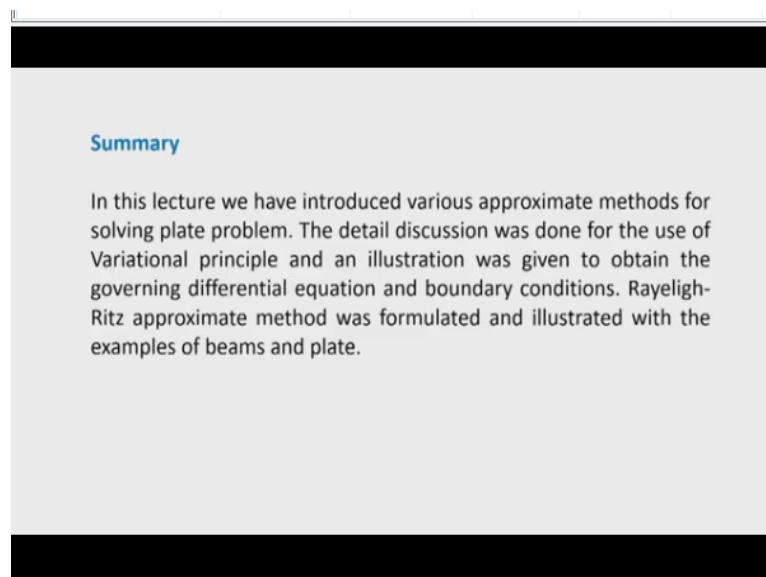 Summary
In this lecture we have introduced various approximate methods for
solving plate problem. The detail discussion was done for the use of
Variational principle and an illustration was given to obtain the
governing differential equation and boundary conditions. Rayeligh-
Ritz approximate method was formulated and illustrated with the
examples of beams and plate.